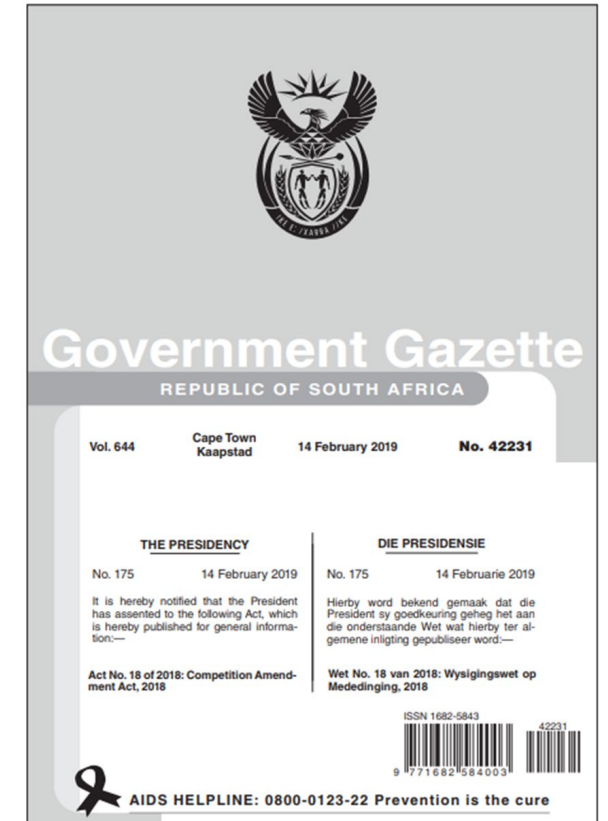 !KE E: /XARRA //KE
Government Gazette
REPUBLIC OF SOUTH AFRICA
Vol. 644
Cape Town
Kaapstad
14 February 2019
No. 42231
THE PRESIDENCY
No. 175 14 February 2019
It is hereby notified that the President
has assented to the following Act, which
is hereby published for general informa-
tion:—
Act No. 18 of 2018: Competition Amend-
ment Act, 2018
DIE PRESIDENSIE
No. 175 14 Februarie 2019
Hierby word bekend gemaak dat die
President sy goedkeuring geheg het aan
die onderstaande Wet wat hierby ter al-
gemene inligting gepubliseer word:—
Wet No. 18 van 2018: Wysigingswet op
Mededinging, 2018
ISSN 1682-5843
42231
9 771682 584003
AIDS HELPLINE: 0800-0123-22 Prevention is the cure